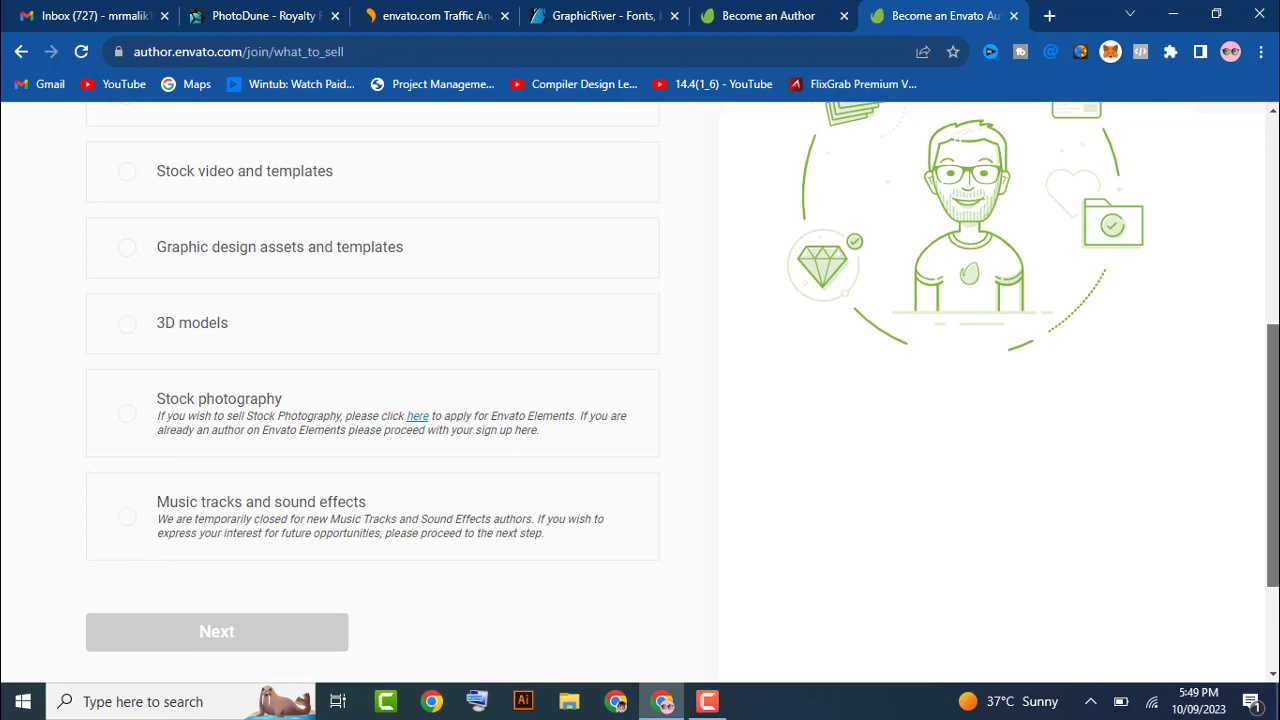 Inbox (727) - mrmalik1
PhotoDune - Royalty F
envato.com Traffic An
GraphicRiver - Fonts, L
Become an Author
Become an Envato Au
author.envato.com/join/what_to_sell
Gmail
YouTube
Maps
Wintub: Watch Paid...
Project Manageme...
Compiler Design Le...
14.4(1_6) - YouTube
FlixGrab Premium V...
Stock video and templates
Graphic design assets and templates
3D models
Stock photography
If you wish to sell Stock Photography, please click here to apply for Envato Elements. If you are
already an author on Envato Elements please proceed with your sign up here.
Music tracks and sound effects
We are temporarily closed for new Music Tracks and Sound Effects authors. If you wish to
express your interest for future opportunities, please proceed to the next step.
Next
Type here to search
Ai
37°C Sunny
5:49 PM
10/09/2023
1